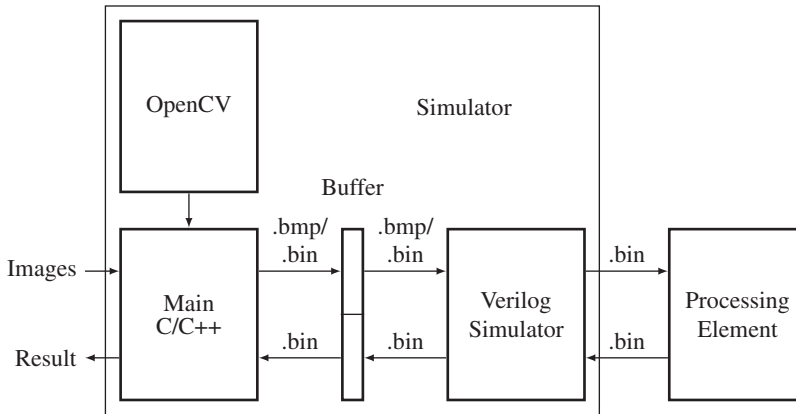 OpenCV
Simulator
Buffer
.bmp/
.bin
.bmp/
.bin
.bin
Images
Main
C/C++
Verilog
Simulator
Processing
Element
Result
.bin
.bin
.bin